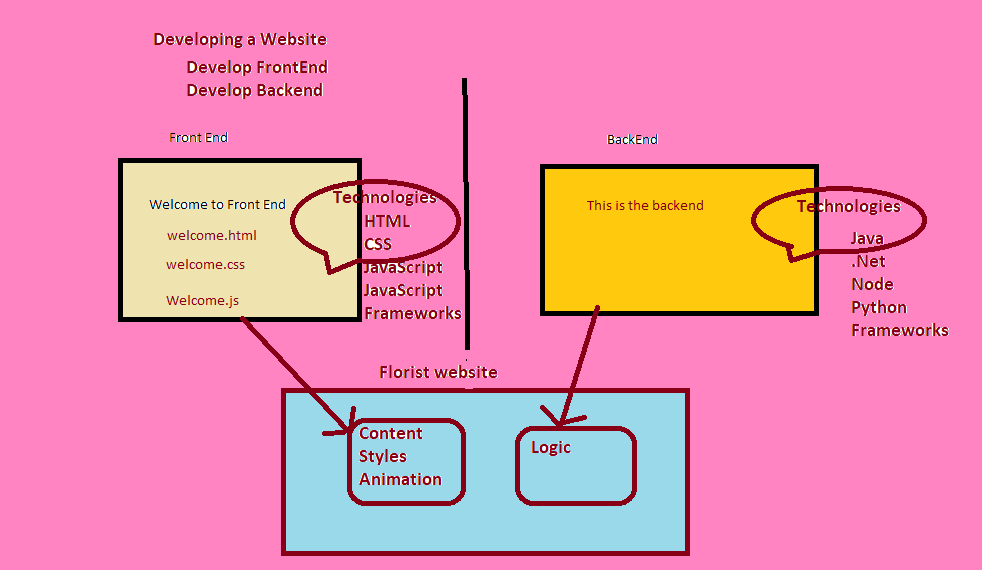 Developing a Website
Develop FrontEnd
Develop Backend
Front End
Welcome to Front End
welcome.html
welcome.css
Welcome.js
Technologies
HTML
CSS
JavaScript
JavaScript
Frameworks
BackEnd
This is the backend
Technologies
Java
.Net
Node
Python
Frameworks
Florist website
Content
Styles
Animation
Logic